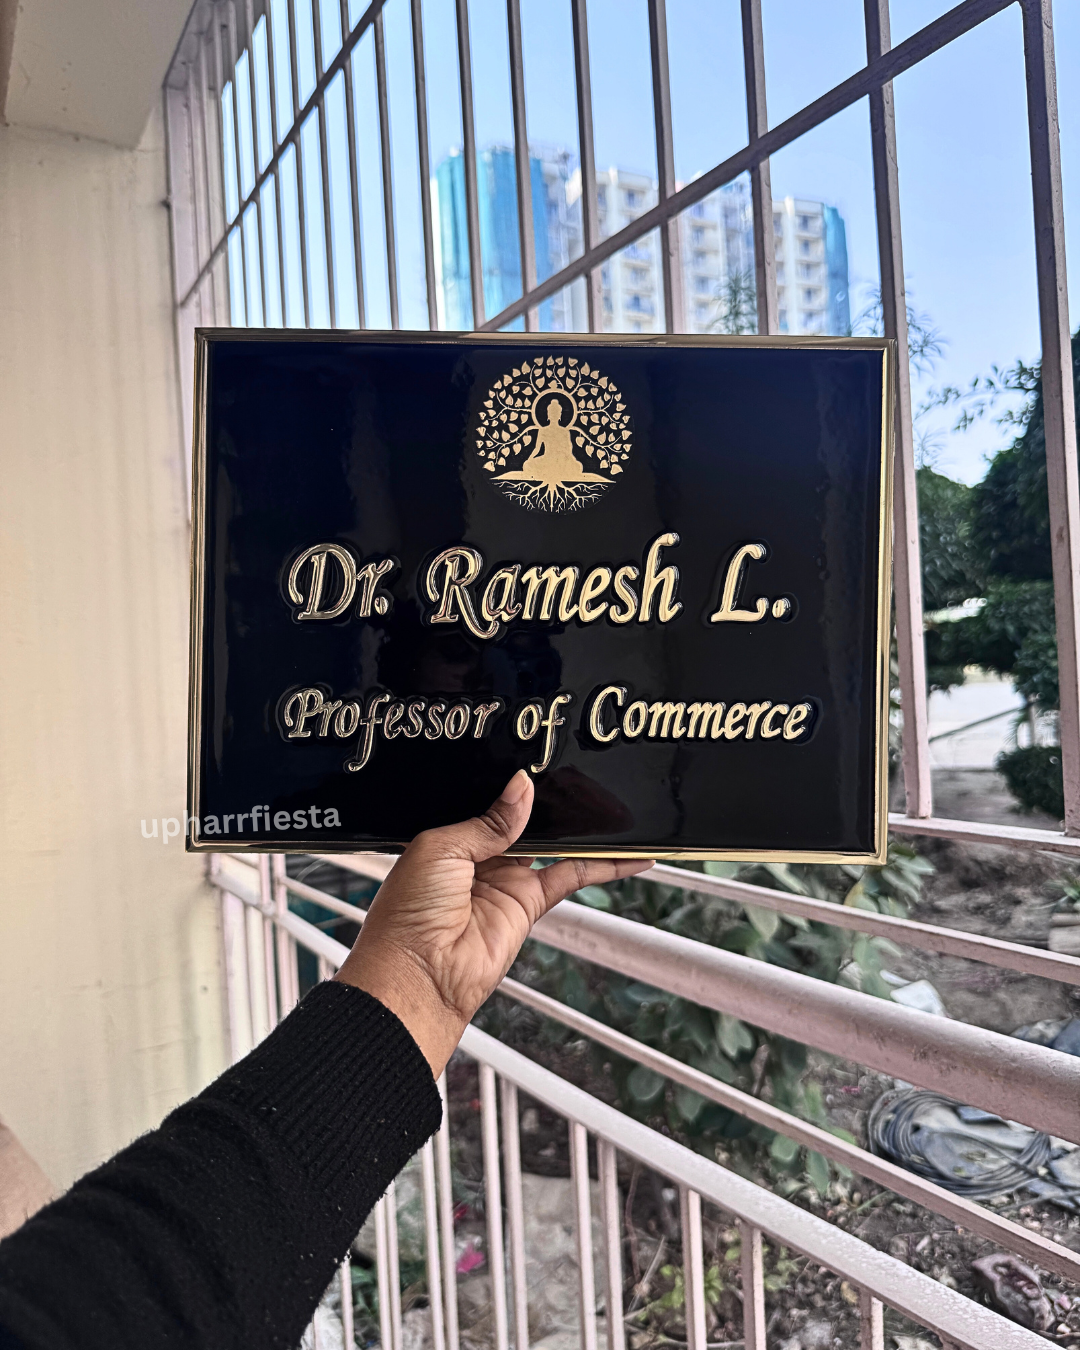 Dr. Ramesh L.
Professor of Commerce
upharrfiesta